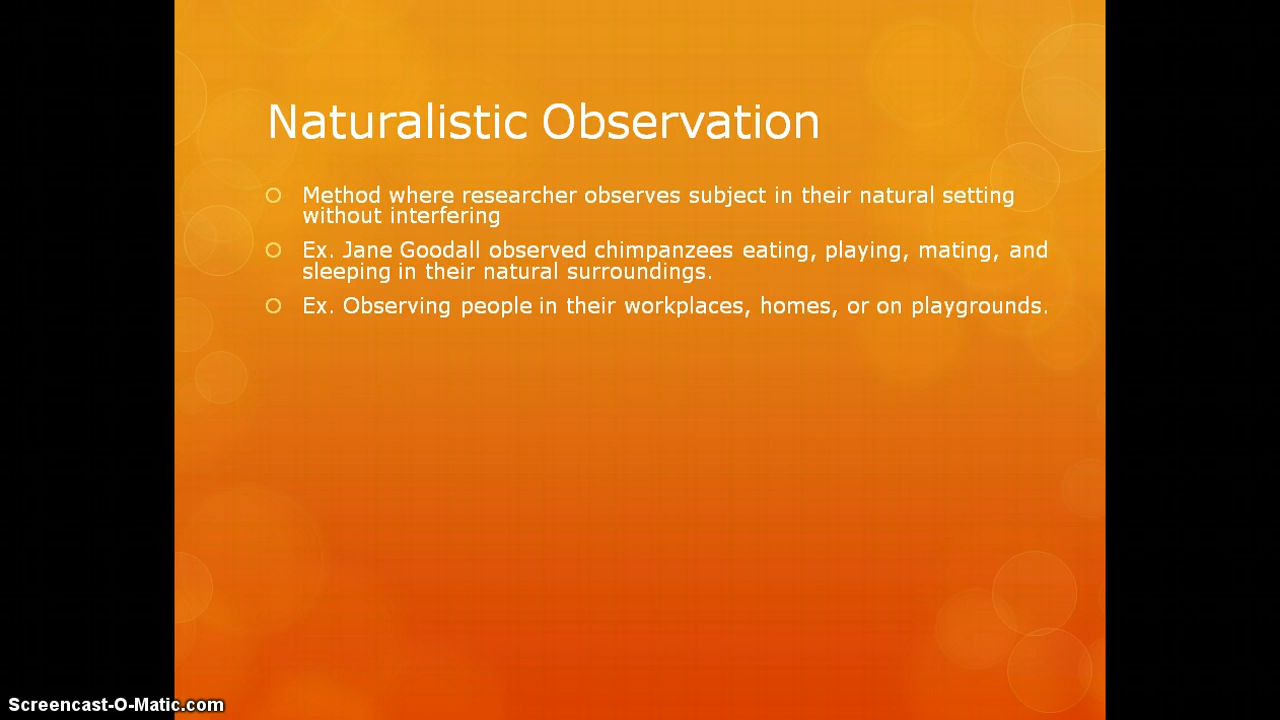 Naturalistic Observation
Method where researcher observes subject in their natural setting
without interfering
Ex. Jane Goodall observed chimpanzees eating, playing, mating, and
sleeping in their natural surroundings.
Ex. Observing people in their workplaces, homes, or on playgrounds.
Screencast-O-Matic.com